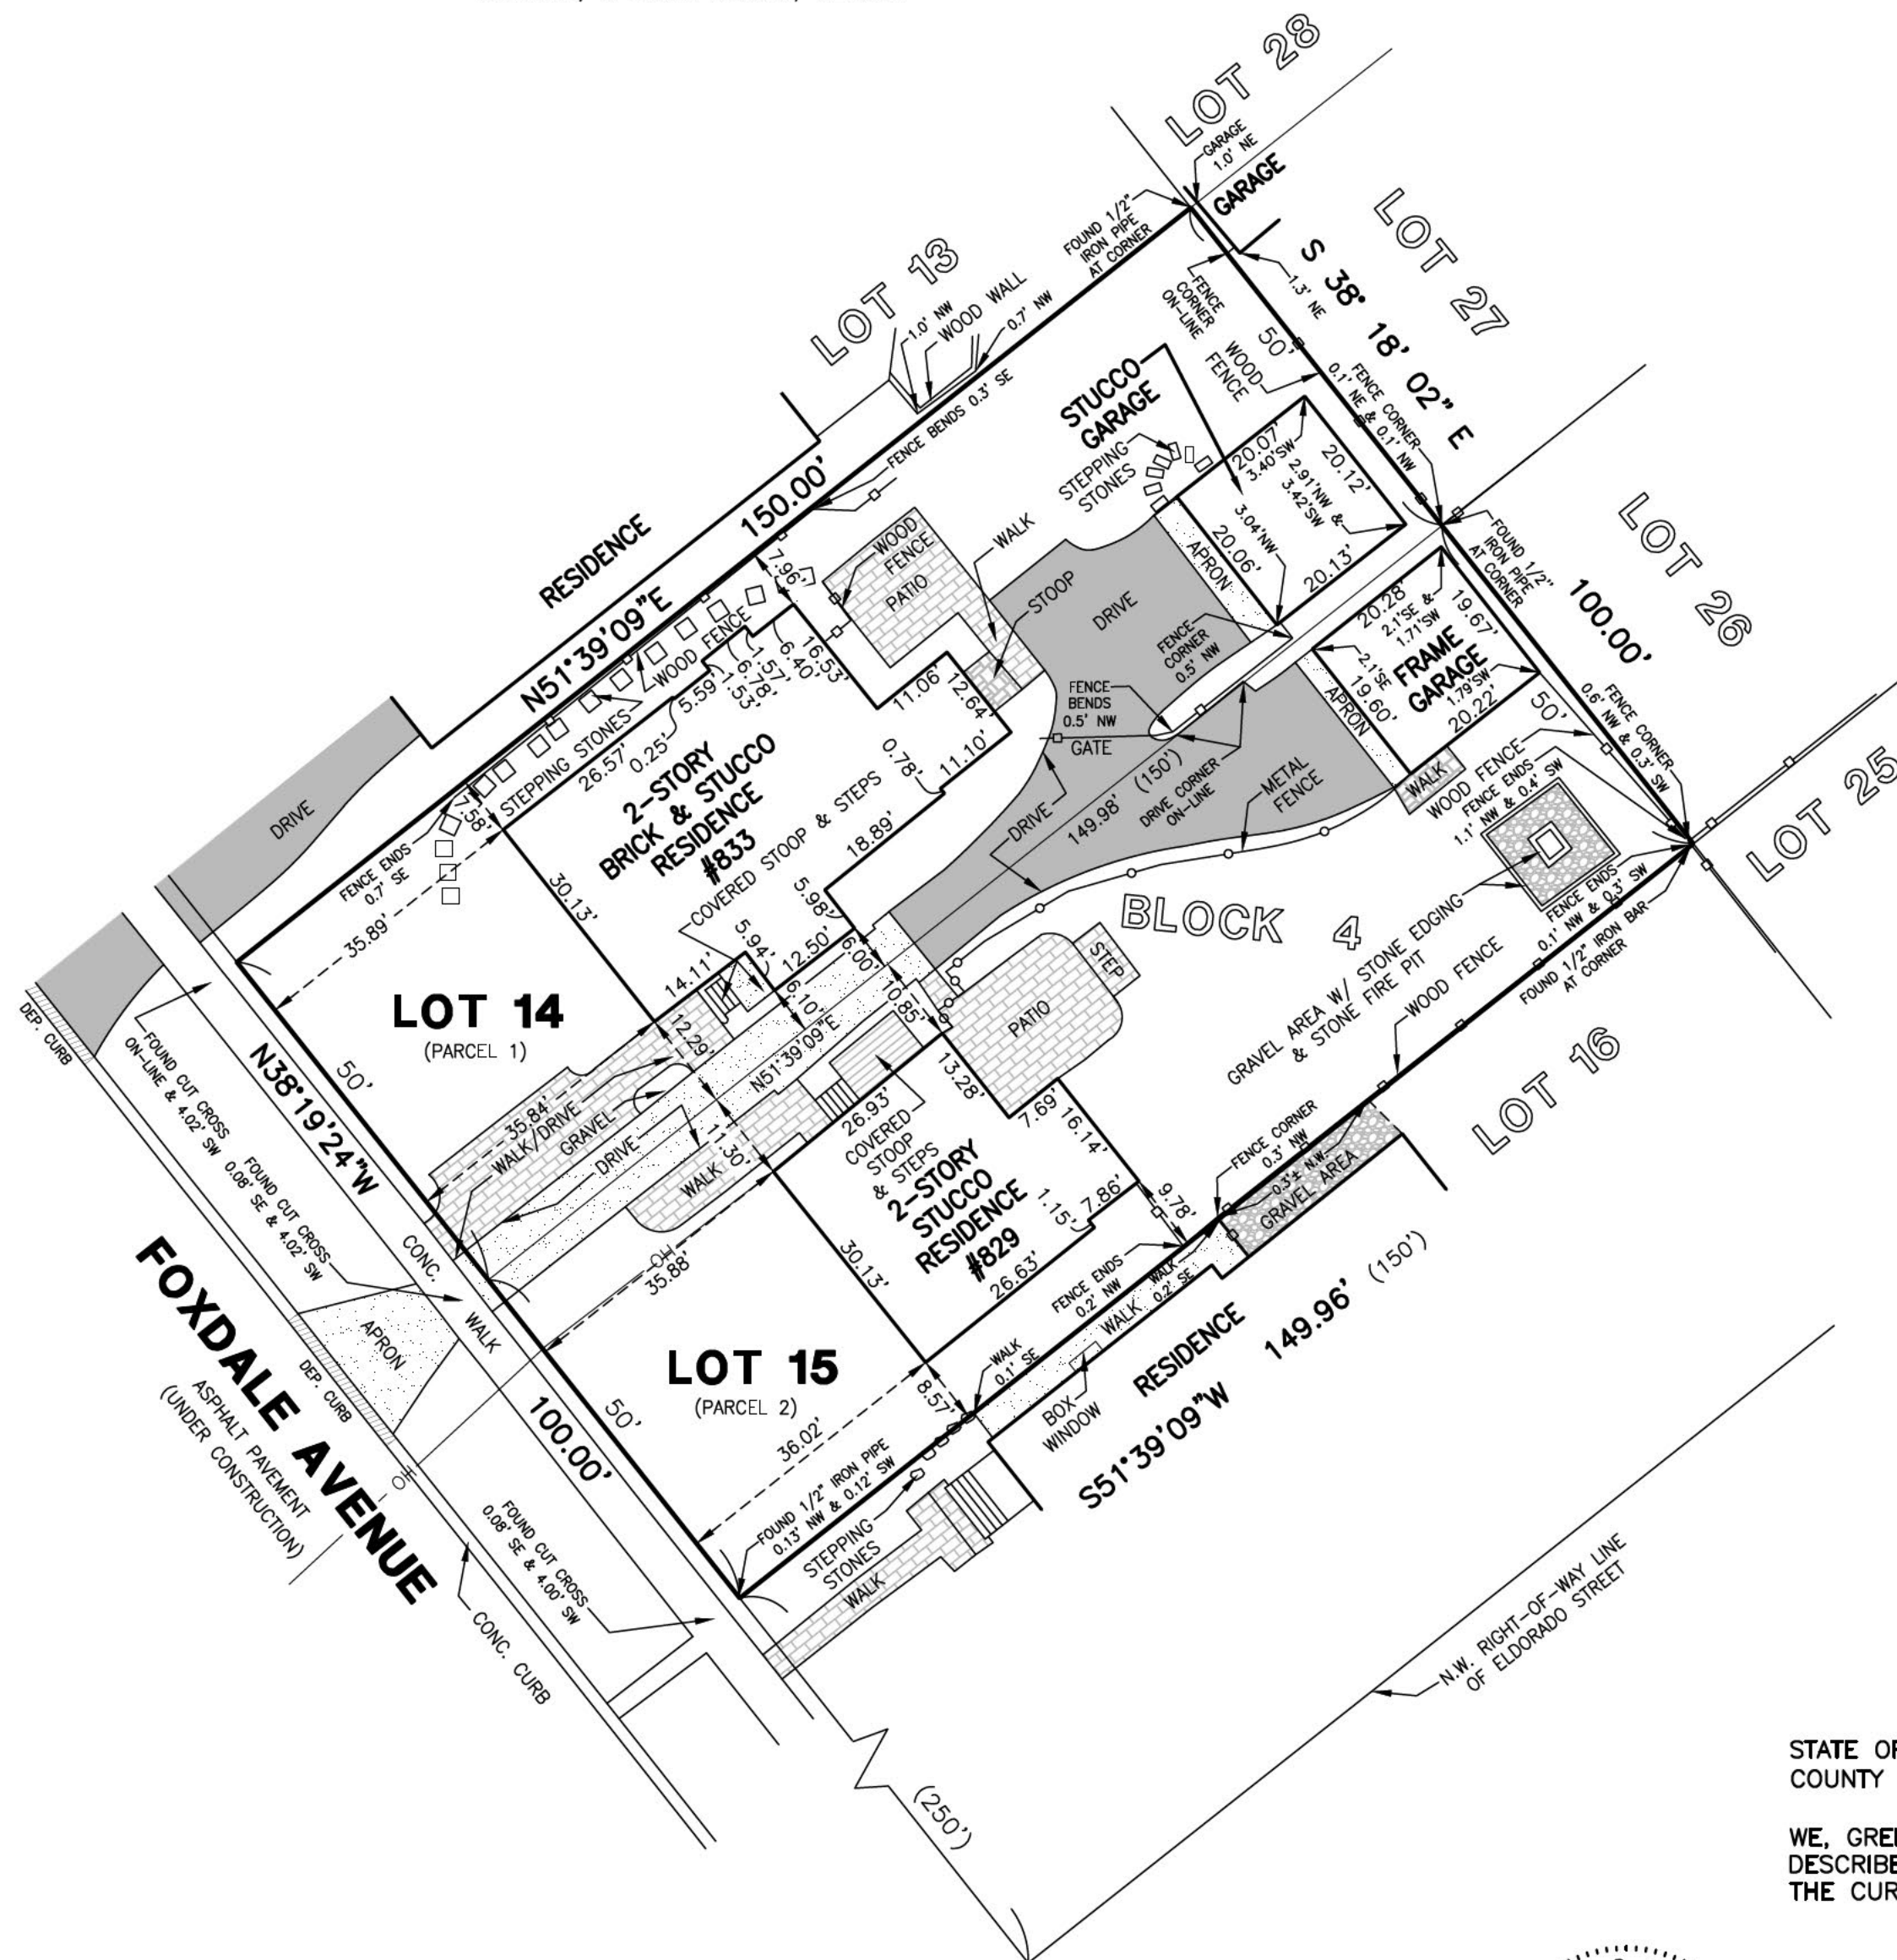 LOT 28
GARAGE
1.0' NE
GARAGE
FOUND 1/2"
IRON PIPE
AT CORNER
LOT 27
S 38° 18' 02" E
100.00'
1.3' NE
FENCE
CORNER
ON-LINE
50'
WOOD
FENCE
FENCE CORNER
0.1' NE & 0.1' NW
LOT 13
1.0' NW
WOOD WALL
0.7' NW
FENCE BENDS 0.3' SE
STUCCO
GARAGE
STEPPING
STONES
20.07'
3.40'SW
20.12'
2.91'NW &
3.42'SW
3.04'NW
20.06'
20.13'
APRON
LOT 26
FOUND 1/2"
IRON PIPE
AT CORNER
RESIDENCE
150.00'
N51°39'09"E
7.96'
WOOD
FENCE
PATIO
WALK
STOOP
DRIVE
FENCE
CORNER
0.5' NW
FENCE
BENDS
0.5' NW
GATE
20.28'
2.1'SE &
1.71'SW
19.67'
FRAME
GARAGE
2.1'SE
19.60'
1.79'SW
20.22'
APRON
50'
FENCE CORNER
0.6' NW & 0.3' SW
LOT 25
WOOD FENCE
STEPPING STONES
5.59'
1.53'
6.78'
1.57'
6.40'
16.53'
11.06'
12.64'
11.10'
0.78'
18.89'
26.57'
0.25'
2-STORY
BRICK & STUCCO
RESIDENCE
#833
COVERED STOOP & STEPS
DRIVE
149.98' (150')
DRIVE CORNER
ON-LINE
METAL
FENCE
WALK
WOOD FENCE
FENCE ENDS
1.1' NW & 0.4' SW
DRIVE
7.58'
FENCE ENDS
0.7' SE
35.89'
30.13'
5.98'
5.94'
12.50'
6.00'
14.11'
6.10'
10.85'
12.29'
N51°39'09"E
BLOCK 4
STEP
PATIO
GRAVEL AREA W/ STONE EDGING
& STONE FIRE PIT
FENCE ENDS
0.1' NW & 0.3' SW
FOUND 1/2" IRON BAR
AT CORNER
WOOD FENCE
LOT 16
LOT 14
(PARCEL 1)
50'
DEP. CURB
FOUND CUT CROSS
ON-LINE & 4.02' SW
N38°19'24"W
FOUND CUT CROSS
0.08' SE & 4.02' SW
35.84'
WALK/DRIVE
GRAVEL
DRIVE
11.30'
WALK
26.93'
COVERED
STOOP
& STEPS
13.28'
7.69'
16.14'
2-STORY
STUCCO
RESIDENCE
#829
1.15'
7.86'
26.63'
9.78'
FENCE CORNER
0.3' NW
0.3'± N.W.
GRAVEL AREA
OH
35.88'
30.13'
FENCE ENDS
0.2' NW
WALK
0.2' SE
WALK
RESIDENCE
149.96' (150')
S51°39'09"W
CONC.
WALK
FOXDALE AVENUE
APRON
DEP. CURB
ASPHALT PAVEMENT
(UNDER CONSTRUCTION)
OH
LOT 15
(PARCEL 2)
50'
100.00'
8.57'
WALK
0.1' SE
BOX
WINDOW
36.02'
FOUND 1/2" IRON PIPE
0.13' NW & 0.12' SW
STEPPING
STONES
WALK
FOUND CUT CROSS
0.08' SE & 4.00' SW
CONC. CURB
N.W. RIGHT-OF-WAY LINE
OF ELDORADO STREET
(250')
STATE OF
COUNTY
WE, GREE
DESCRIBE
THE CUR